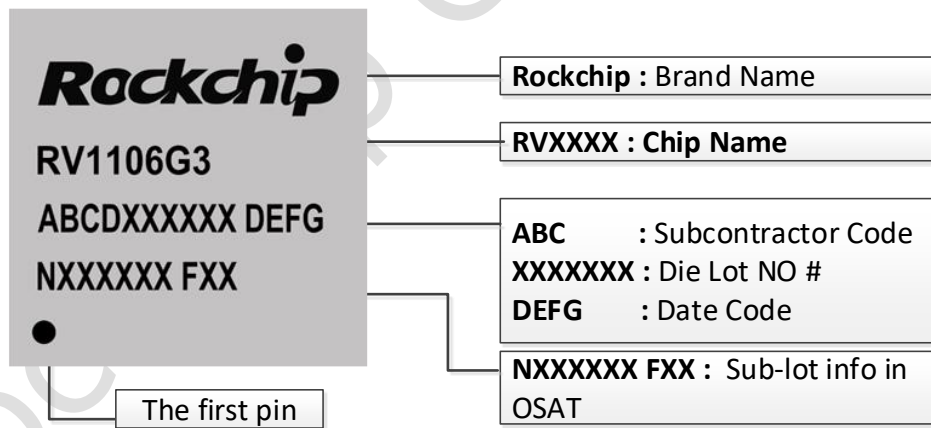 Rockchip
RV1106G3
ABCDXXXXXX DEFG
NXXXXXX FXX
The first pin
Rockchip : Brand Name
RVXXXX : Chip Name
ABC : Subcontractor Code
XXXXXXX : Die Lot NO #
DEFG : Date Code
NXXXXXX FXX : Sub-lot info in
OSAT